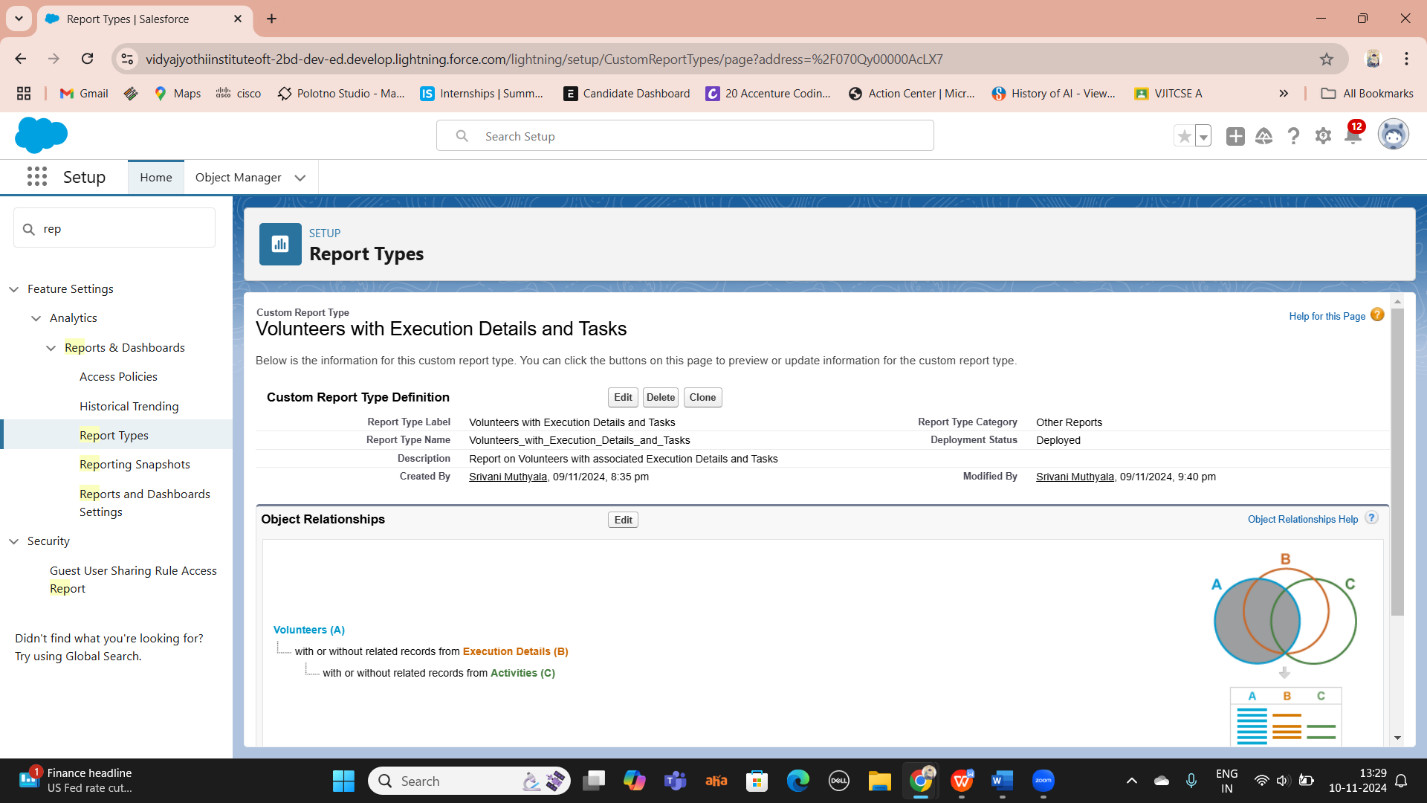 Report Types | Salesforce
vidyajyothiinstituteoft-2bd-dev-ed.develop.lightning.force.com/lightning/setup/CustomReportTypes/page?address=%2F070Qy00000AcLX7
Gmail Maps cisco Polotno Studio - Ma... IS Internships | Summ... E Candidate Dashboard C 20 Accenture Codin... Action Center | Micr... History of AI - View... VJITCSE A » All Bookmarks
Search Setup
12
Setup Home Object Manager
rep
Feature Settings
Analytics
Reports & Dashboards
Access Policies
Historical Trending
Report Types
Reporting Snapshots
Reports and Dashboards
Settings
Security
Guest User Sharing Rule Access
Report
Didn't find what you're looking for?
Try using Global Search.
SETUP
Report Types
Custom Report Type
Volunteers with Execution Details and Tasks
Help for this Page ?
Below is the information for this custom report type. You can click the buttons on this page to preview or update information for the custom report type.
Custom Report Type Definition Edit Delete Clone
Report Type Label Volunteers with Execution Details and Tasks Report Type Category Other Reports
Report Type Name Volunteers_with_Execution_Details_and_Tasks Deployment Status Deployed
Description Report on Volunteers with associated Execution Details and Tasks
Created By Srivani Muthyala, 09/11/2024, 8:35 pm Modified By Srivani Muthyala, 09/11/2024, 9:40 pm
Object Relationships Edit Object Relationships Help ?
Volunteers (A)
with or without related records from Execution Details (B)
with or without related records from Activities (C)
B
A C
A B C
1 Finance headline
US Fed rate cut...
Search
aha
DELL
W
W
zoom
ENG
IN
13:29
10-11-2024